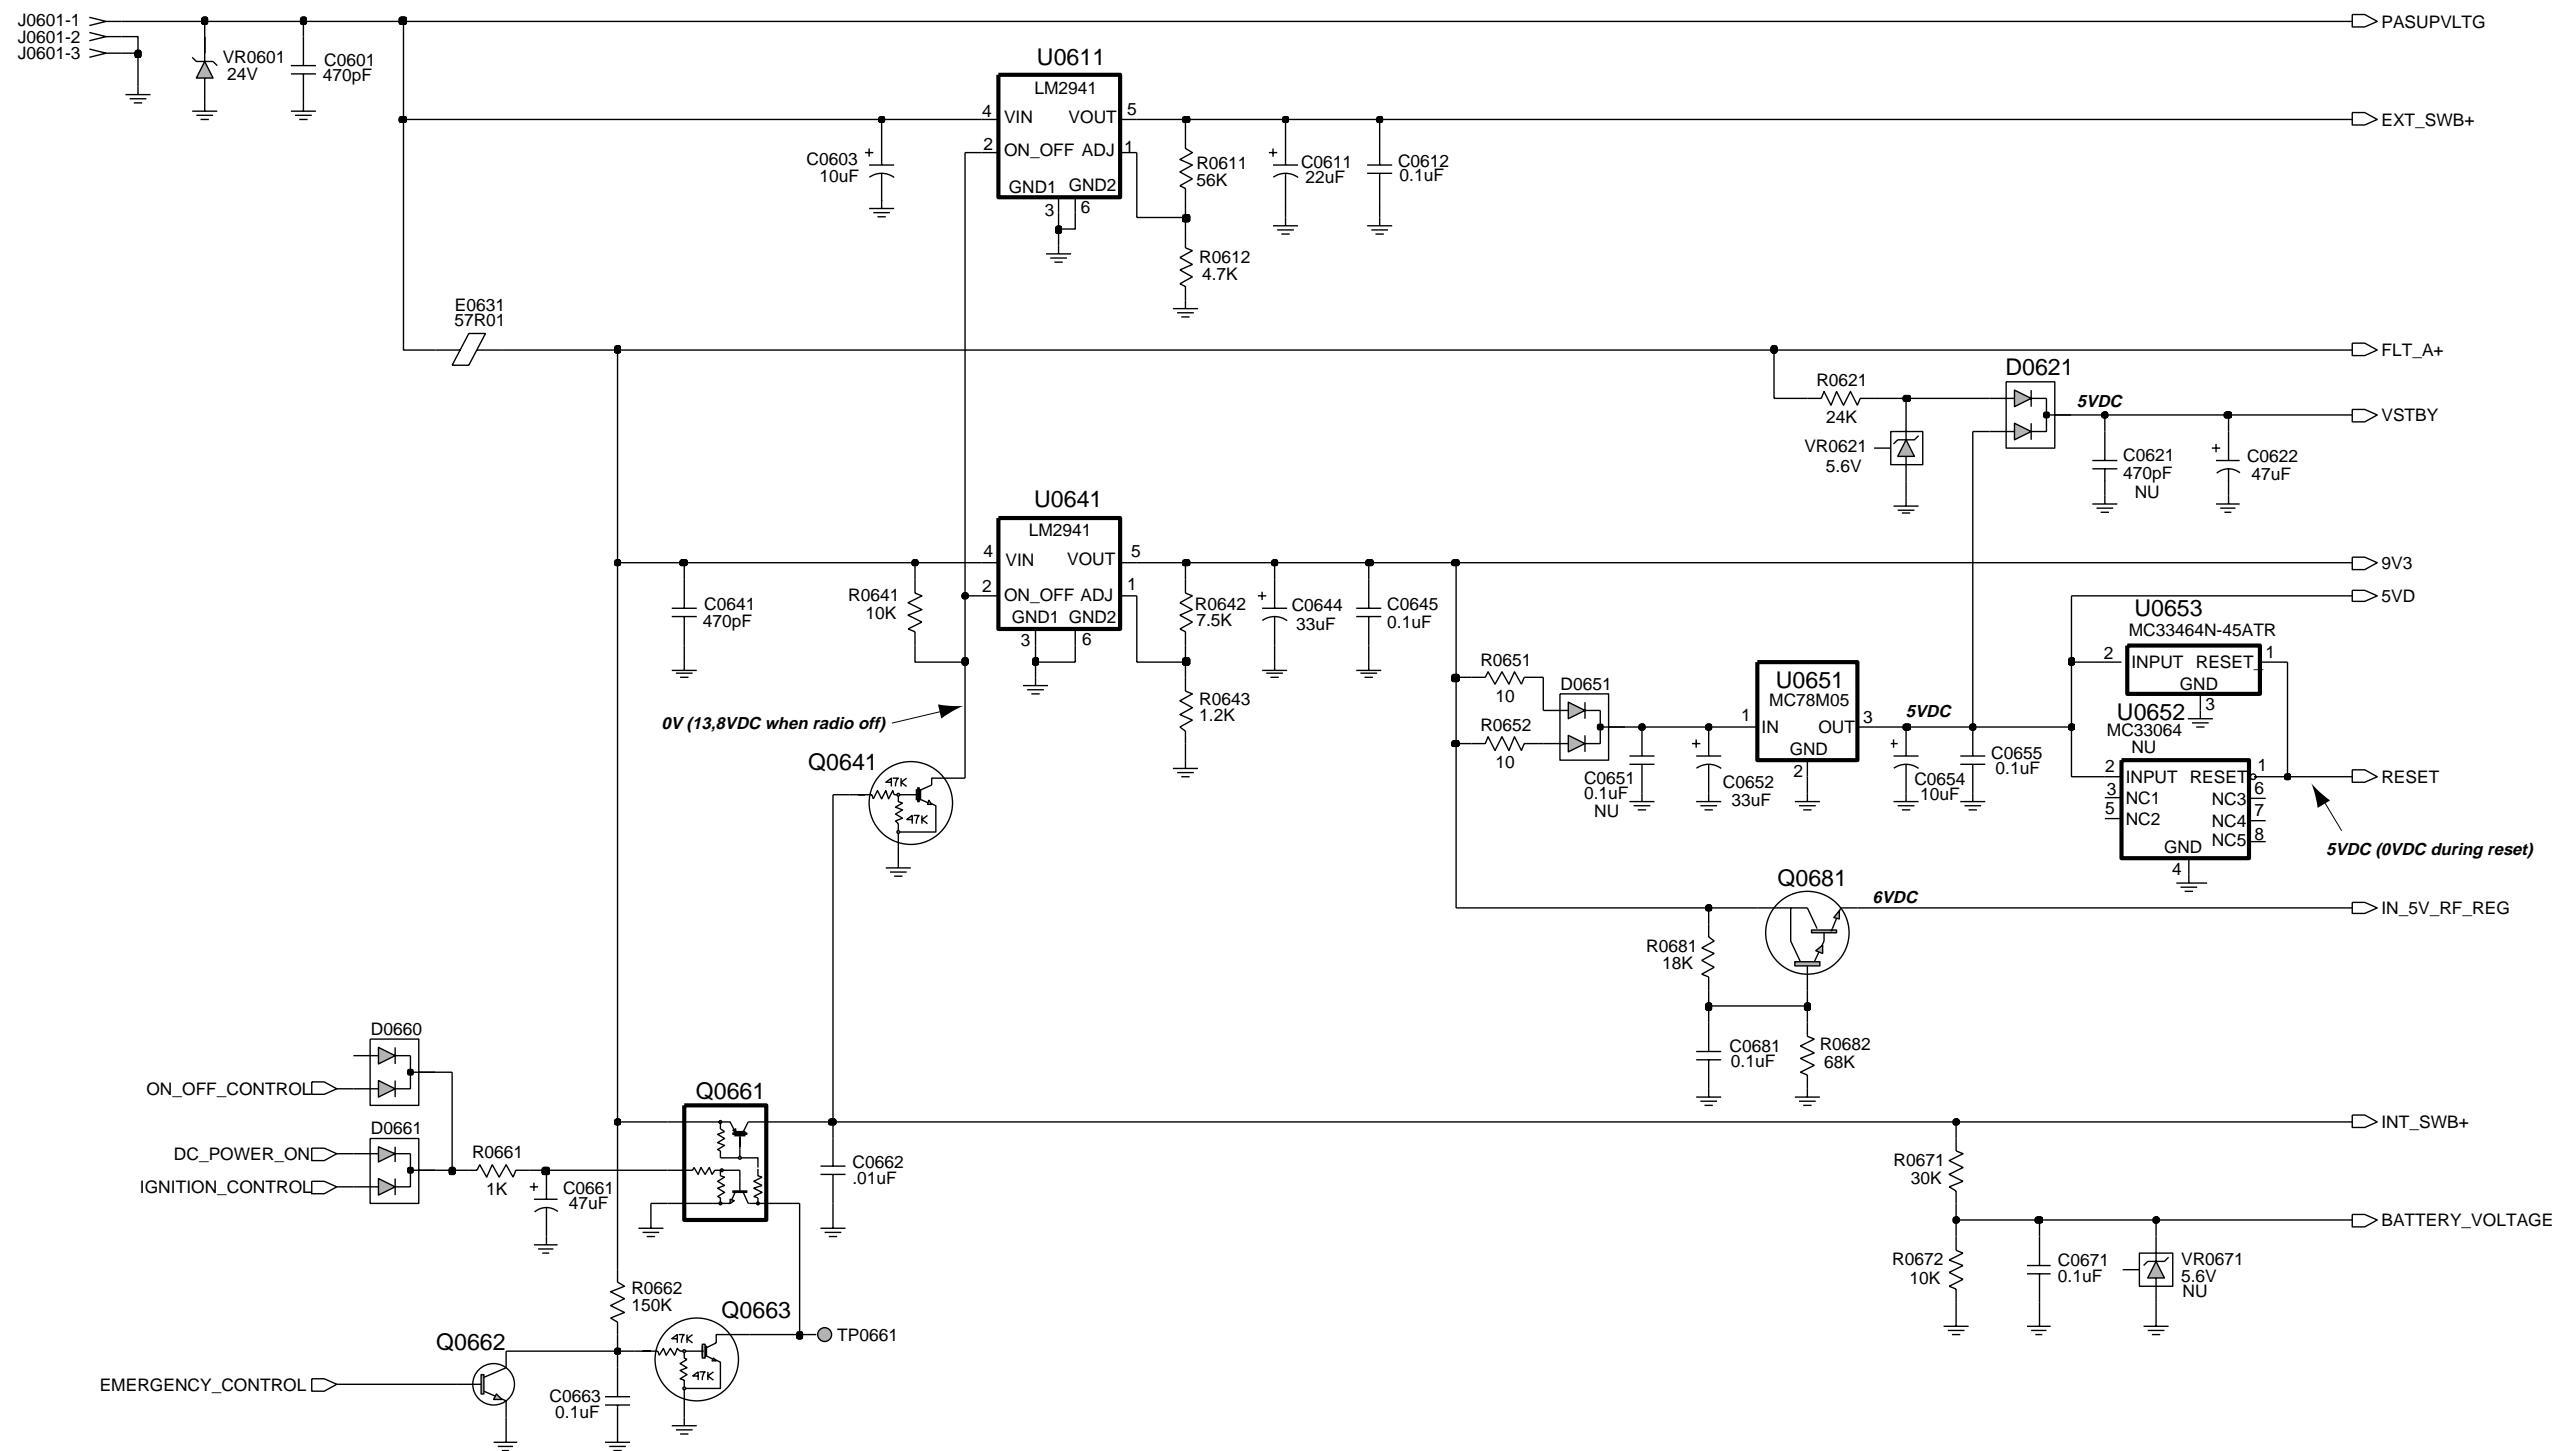 J0601-1
J0601-2
J0601-3
VR0601
24V
C0601
470pF
PASUPVLTG
U0611
LM2941
4
VIN
VOUT
5
2
ON_OFF
ADJ
1
GND1
GND2
3
6
C0603
+
10uF
R0611
56K
+
C0611
22uF
C0612
0.1uF
R0612
4.7K
EXT_SWB+
E0631
57R01
FLT_A+
R0621
24K
VR0621
5.6V
D0621
5VDC
VSTBY
C0621
470pF
NU
+
C0622
47uF
U0641
LM2941
4
VIN
VOUT
5
2
ON_OFF
ADJ
1
GND1
GND2
3
6
C0641
470pF
R0641
10K
R0642
7.5K
+
C0644
33uF
C0645
0.1uF
R0643
1.2K
9V3
5VD
0V (13,8VDC when radio off)
Q0641
47K
47K
R0651
10
R0652
10
D0651
C0651
0.1uF
NU
+
C0652
33uF
U0651
MC78M05
1
IN
OUT
3
GND
2
5VDC
+
C0654
10uF
C0655
0.1uF
U0653
MC33464N-45ATR
2
INPUT
RESET_
1
GND
3
U0652
MC33064
NU
2
INPUT
RESET
1
3
NC1
NC3
6
5
NC2
NC4
7
NC5
8
GND
4
RESET
5VDC (0VDC during reset)
Q0681
6VDC
IN_5V_RF_REG
R0681
18K
C0681
0.1uF
R0682
68K
D0660
ON_OFF_CONTROL
D0661
DC_POWER_ON
IGNITION_CONTROL
R0661
1K
+
C0661
47uF
Q0661
C0662
.01uF
INT_SWB+
R0671
30K
BATTERY_VOLTAGE
R0672
10K
C0671
0.1uF
VR0671
5.6V
NU
R0662
150K
Q0663
47K
47K
TP0661
Q0662
EMERGENCY_CONTROL
C0663
0.1uF